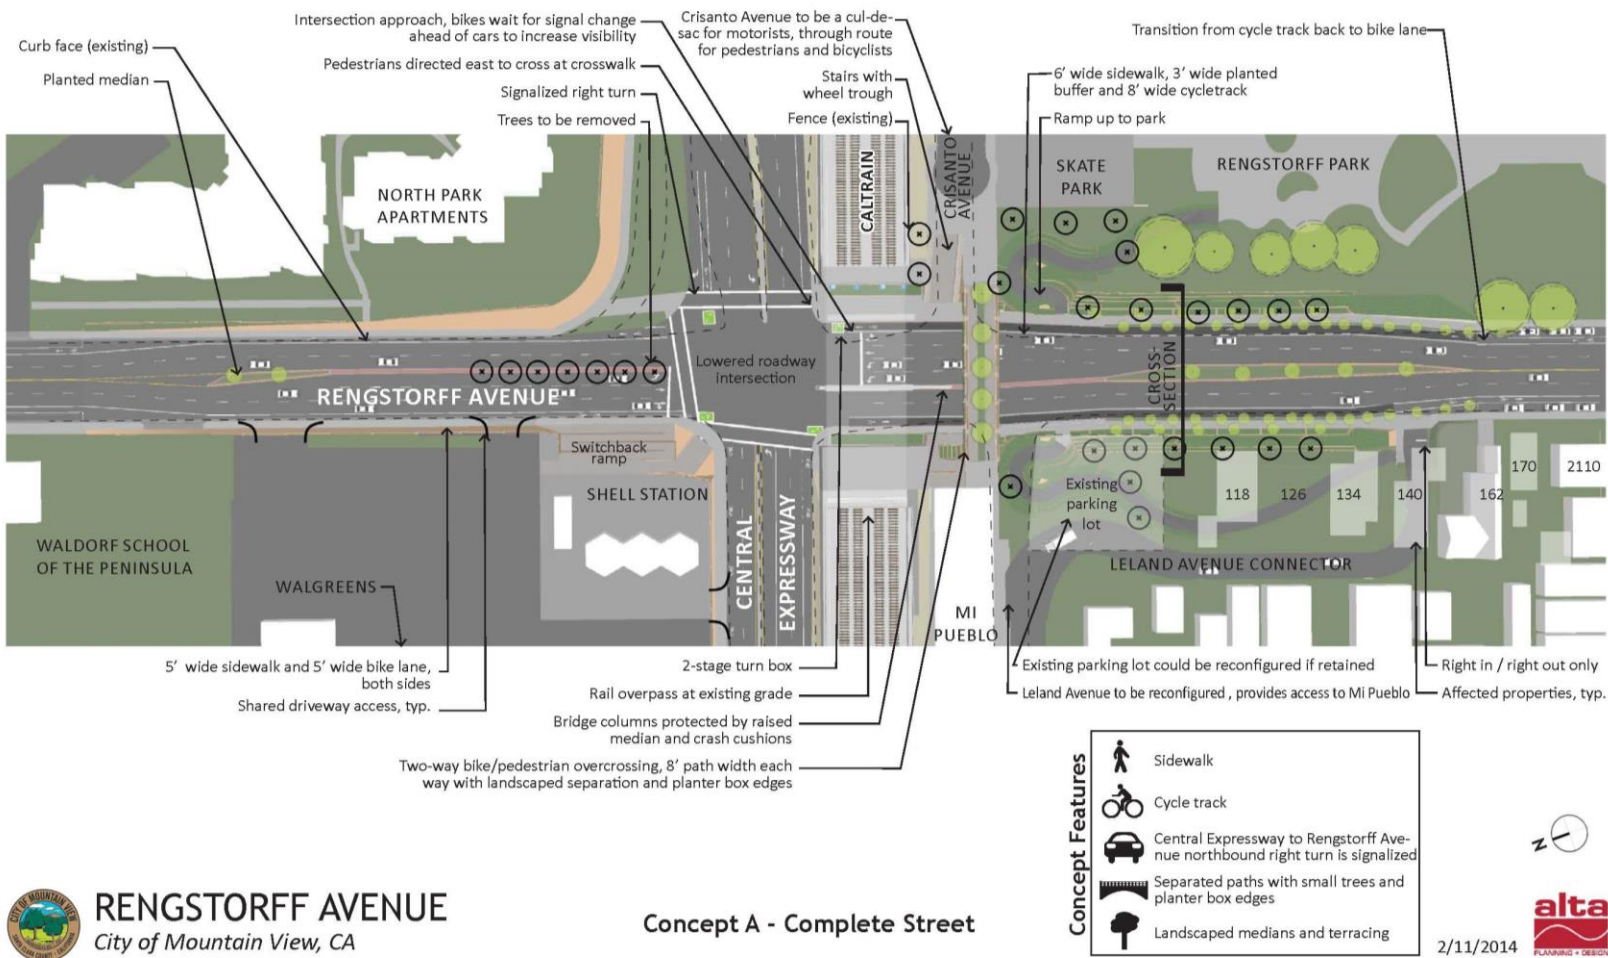 Intersection approach, bikes wait for signal change
ahead of cars to increase visibility
Crisanto Avenue to be a cul-de-
sac for motorists, through route
for pedestrians and bicyclists
Transition from cycle track back to bike lane
Curb face (existing)
Planted median
Pedestrians directed east to cross at crosswalk
Signalized right turn
Trees to be removed
Stairs with
wheel trough
Fence (existing)
6' wide sidewalk, 3' wide planted
buffer and 8' wide cycletrack
Ramp up to park
NORTH PARK
APARTMENTS
CALTRAIN
CRISANTO
AVENUE
SKATE
PARK
RENGSTORFF PARK
Lowered roadway
intersection
RENGSTORFF AVENUE
CROSS-
SECTION
Switchback
ramp
SHELL STATION
WALDORF SCHOOL
OF THE PENINSULA
WALGREENS
CENTRAL
EXPRESSWAY
MI
PUEBLO
Existing
parking
lot
118
126
134
140
162
170
2110
LELAND AVENUE CONNECTOR
5' wide sidewalk and 5' wide bike lane,
both sides
Shared driveway access, typ.
2-stage turn box
Rail overpass at existing grade
Bridge columns protected by raised
median and crash cushions
Two-way bike/pedestrian overcrossing, 8' path width each
way with landscaped separation and planter box edges
Existing parking lot could be reconfigured if retained
Leland Avenue to be reconfigured , provides access to Mi Pueblo
Right in / right out only
Affected properties, typ.
Concept Features
Sidewalk
Cycle track
Central Expressway to Rengstorff Ave-
nue northbound right turn is signalized
Separated paths with small trees and
planter box edges
Landscaped medians and terracing
N
CITY OF MOUNTAIN VIEW
RENGSTORFF AVENUE
City of Mountain View, CA
Concept A - Complete Street
2/11/2014
alta
PLANNING + DESIGN